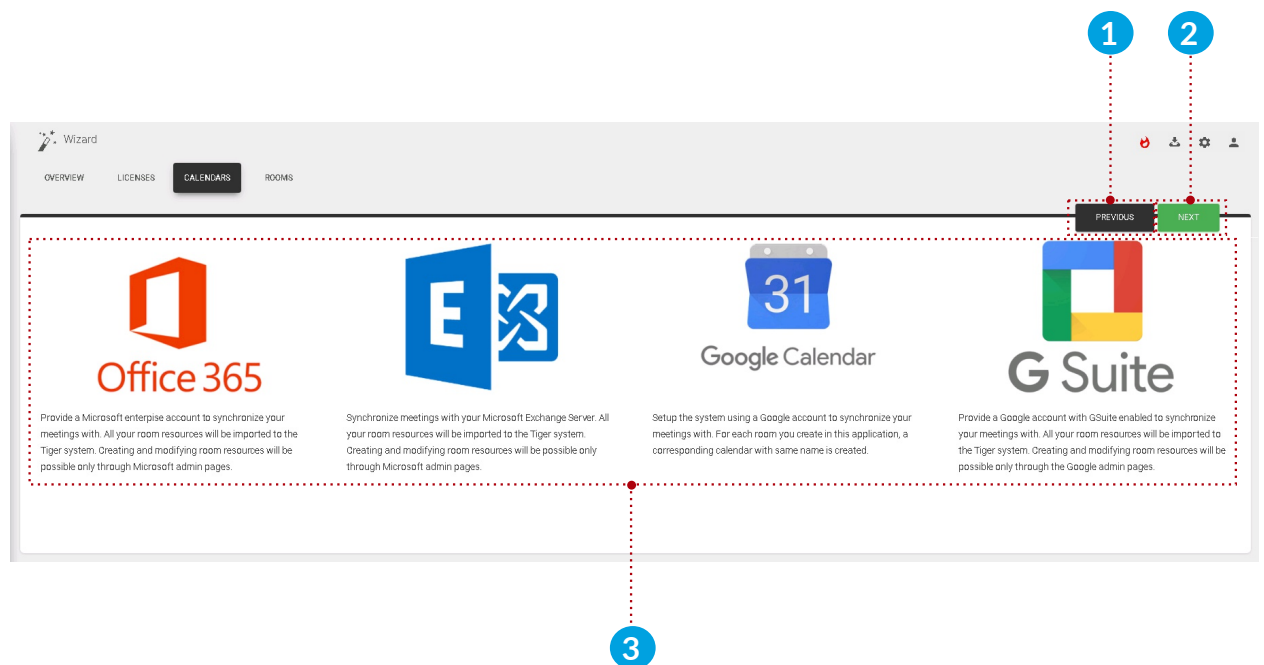 1 2
Wizard
OVERVIEW LICENSES CALENDARS ROOMS
PREVIOUS NEXT
31
E
Office 365
Google Calendar
G Suite
Provide a Microsoft enterpise account to synchronize your
meetings with. All your room resources will be imported to the
Tiger system. Creating and modifying room resources will be
possible only through Microsoft admin pages.
Synchronize meetings with your Microsoft Exchange Server. All
your room resources will be imported to the Tiger system.
Creating and modifying room resources will be possible only
through Microsoft admin pages.
Setup the system using a Google account to synchronize your
meetings with. For each room you create in this application, a
corresponding calendar with same name is created.
Provide a Google account with GSuite enabled to synchronize
your meetings with. All your room resources will be imported to
the Tiger system. Creating and modifying room resources will be
possible only through the Google admin pages.
3